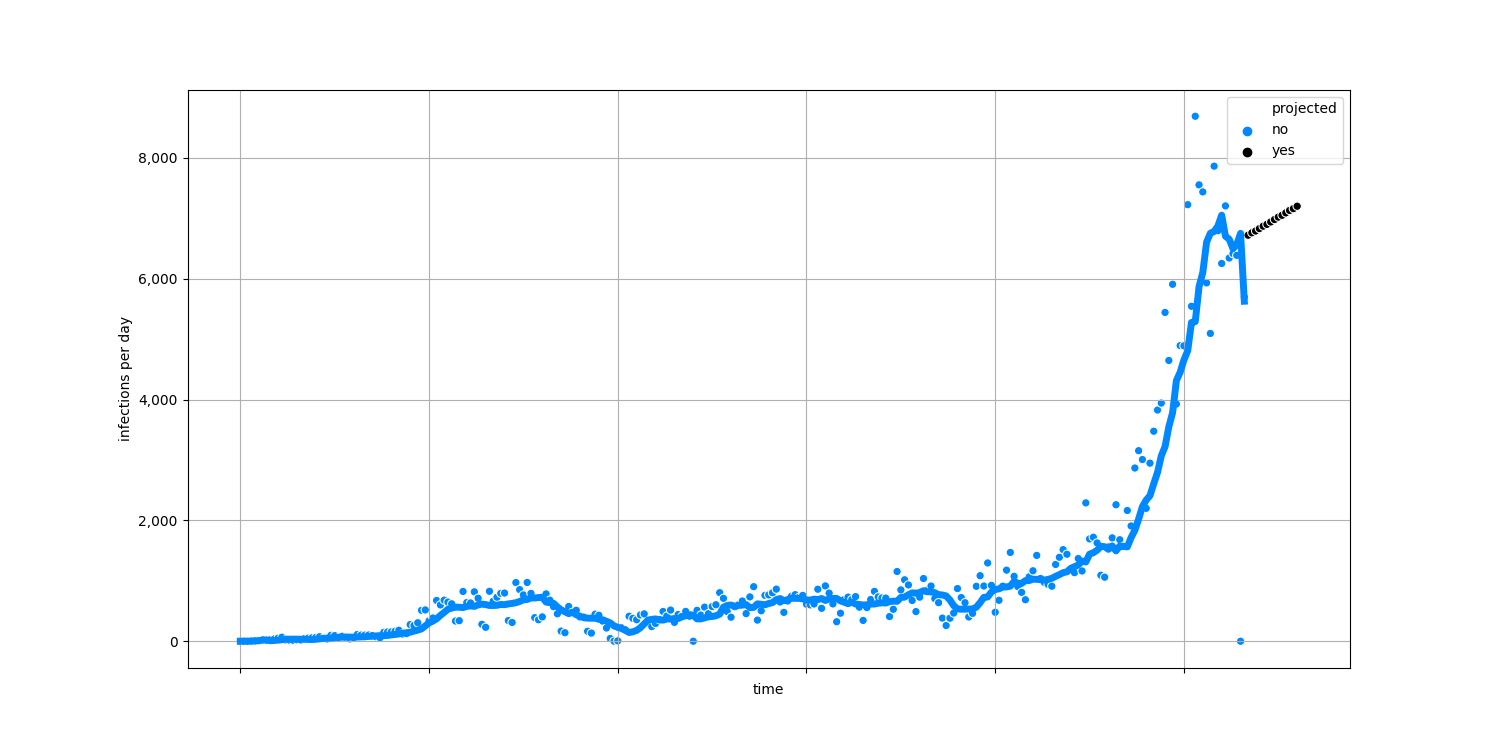 projected
no
yes
8,000
6,000
4,000
2,000
0
infections per day
time